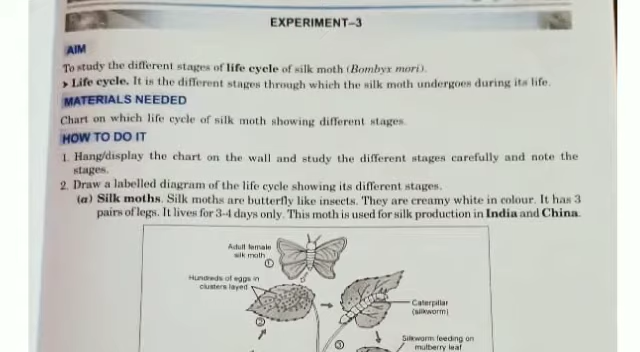 EXPERIMENT–3
AIM
To study the different stages of life cycle of silk moth (Bombyx mori).
Life cycle. It is the different stages through which the silk moth undergoes during its life.
MATERIALS NEEDED
Chart on which life cycle of silk moth showing different stages.
HOW TO DO IT
1. Hang/display the chart on the wall and study the different stages carefully and note the
stages.
2. Draw a labelled diagram of the life cycle showing its different stages.
(a) Silk moths. Silk moths are butterfly like insects. They are creamy white in colour. It has 3
pairs of legs. It lives for 3-4 days only. This moth is used for silk production in India and China.
Adult female
silk moth
1
Hundreds of eggs in
clusters layed
2
Caterpillar
(silkworm)
3
Silkworm feeding on
mulberry leaf